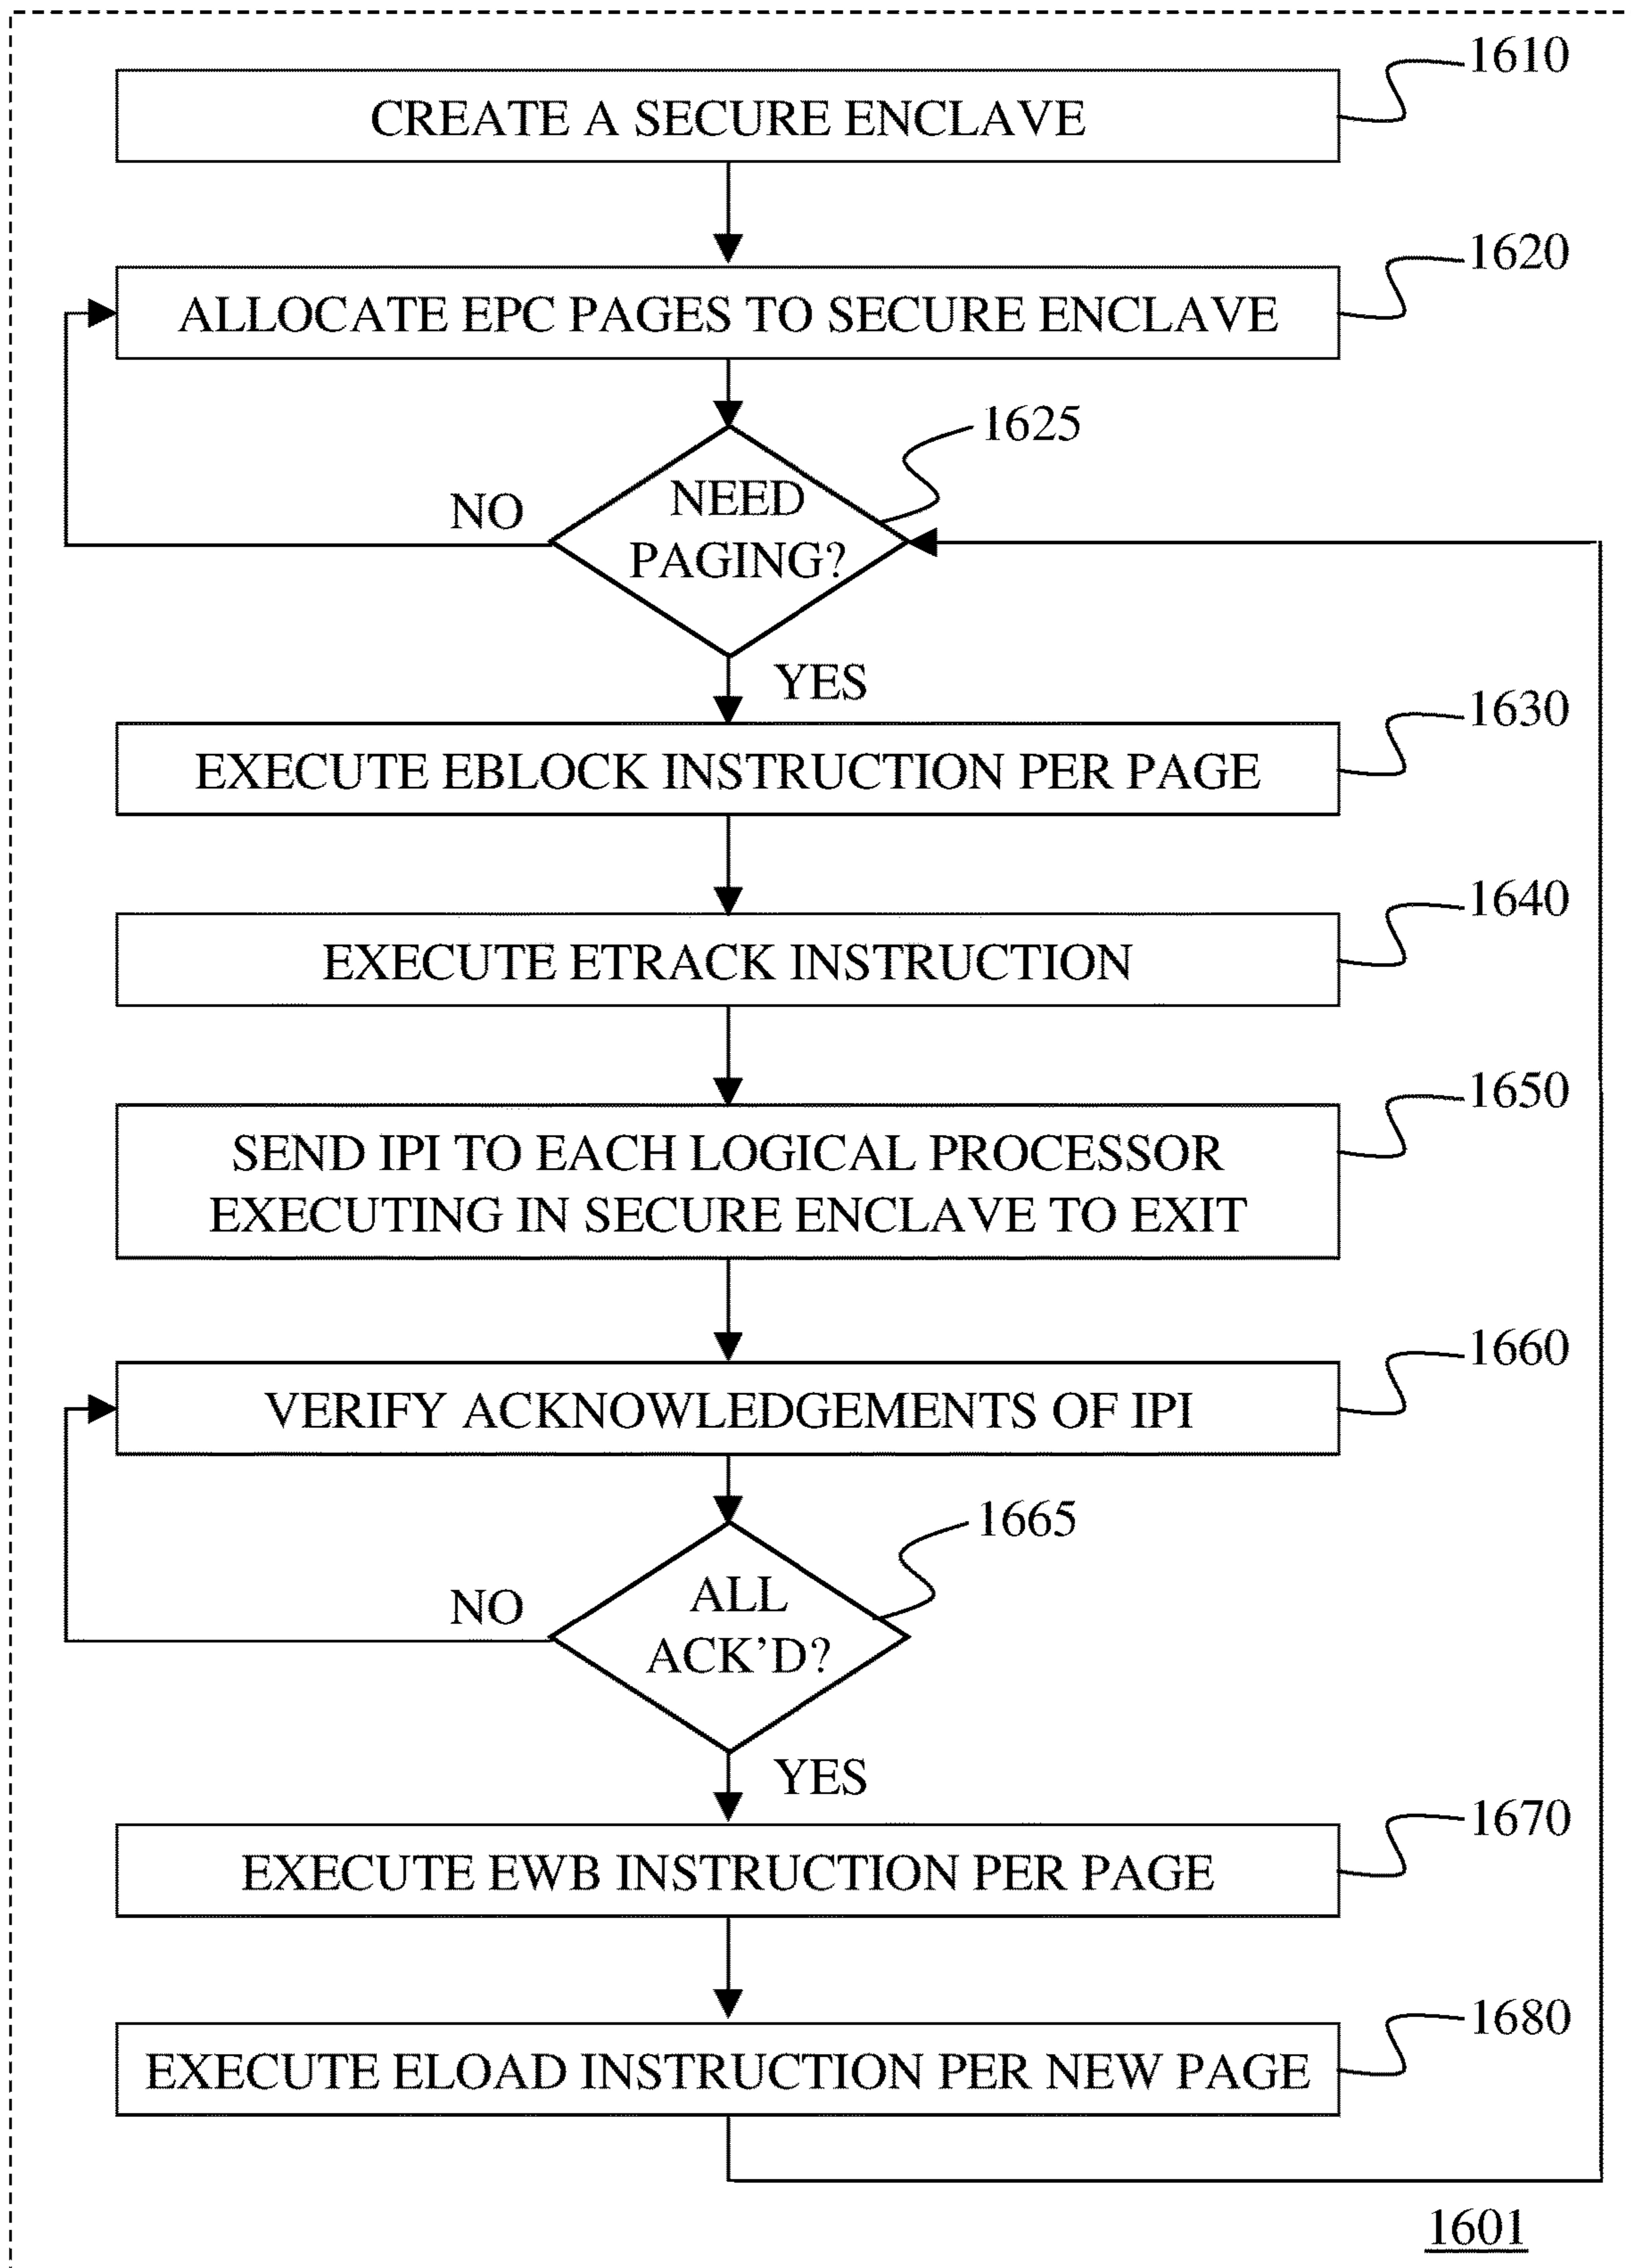 1610
CREATE A SECURE ENCLAVE
1620
ALLOCATE EPC PAGES TO SECURE ENCLAVE
1625
NEED
PAGING?
NO
YES
1630
EXECUTE EBLOCK INSTRUCTION PER PAGE
1640
EXECUTE ETRACK INSTRUCTION
1650
SEND IPI TO EACH LOGICAL PROCESSOR
EXECUTING IN SECURE ENCLAVE TO EXIT
1660
VERIFY ACKNOWLEDGEMENTS OF IPI
1665
ALL
ACK’D?
NO
YES
1670
EXECUTE EWB INSTRUCTION PER PAGE
1680
EXECUTE ELOAD INSTRUCTION PER NEW PAGE
1601